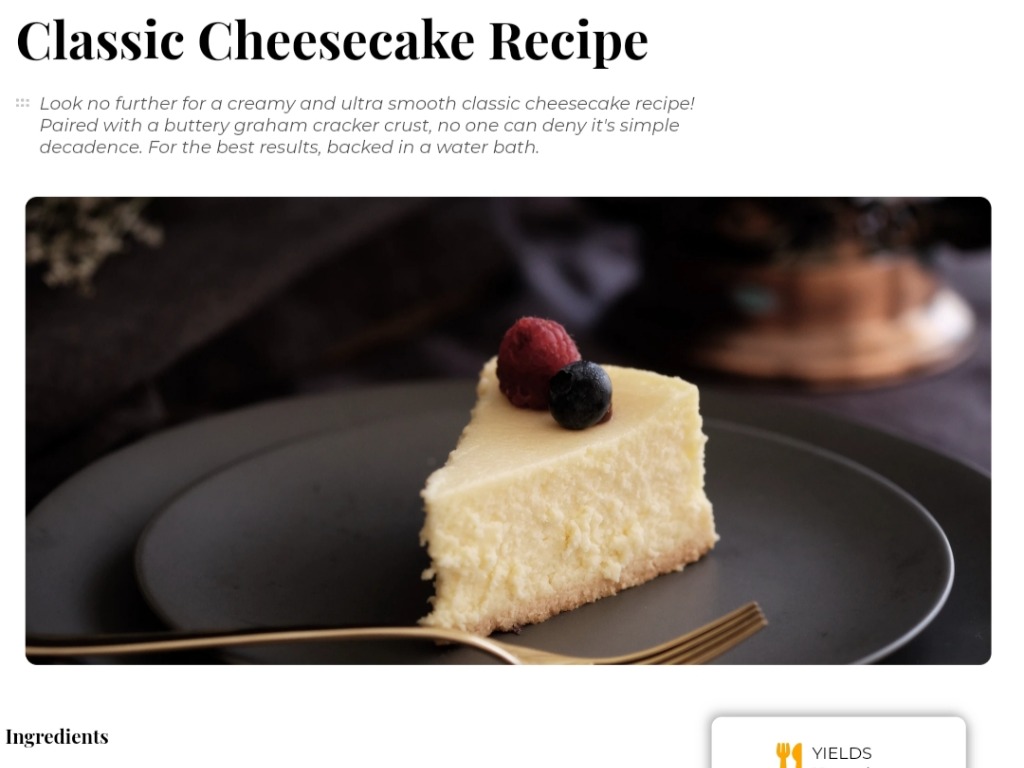 Classic Cheesecake Recipe
Look no further for a creamy and ultra smooth classic cheesecake recipe!
Paired with a buttery graham cracker crust, no one can deny it's simple
decadence. For the best results, backed in a water bath.
Ingredients
YIELDS